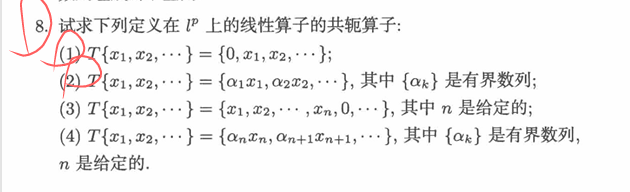 8. 试求下列定义在 $l^p$ 上的线性算子的共轭算子:
(1) $T\{x_1, x_2, \cdots\} = \{0, x_1, x_2, \cdots\}$;
(2) $T\{x_1, x_2, \cdots\} = \{\alpha_1 x_1, \alpha_2 x_2, \cdots\}$, 其中 $\{\alpha_k\}$ 是有界数列;
(3) $T\{x_1, x_2, \cdots\} = \{x_1, x_2, \cdots, x_n, 0, \cdots\}$, 其中 $n$ 是给定的;
(4) $T\{x_1, x_2, \cdots\} = \{\alpha_n x_n, \alpha_{n+1} x_{n+1}, \cdots\}$, 其中 $\{\alpha_k\}$ 是有界数列,
$n$ 是给定的.